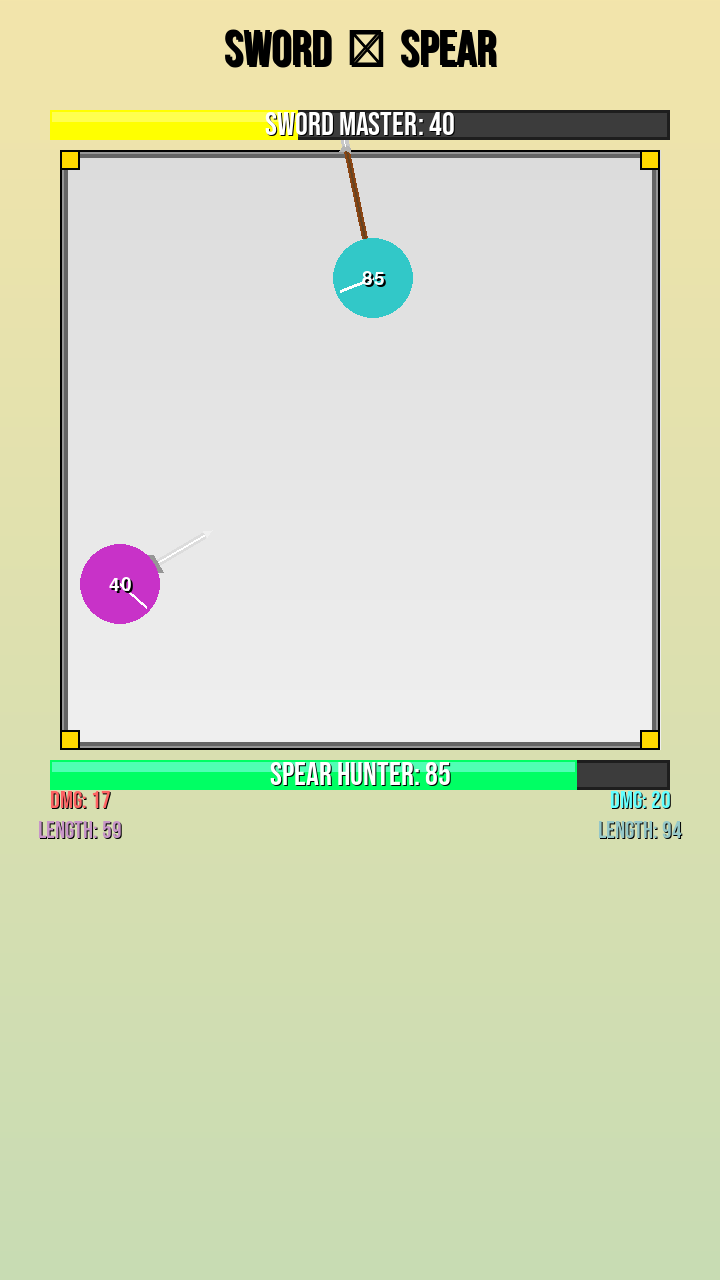 SWORD SPEAR
SWORD MASTER: 40
85
40
SPEAR HUNTER: 85
DMG: 17 DMG: 20
LENGTH: 59 LENGTH: 94